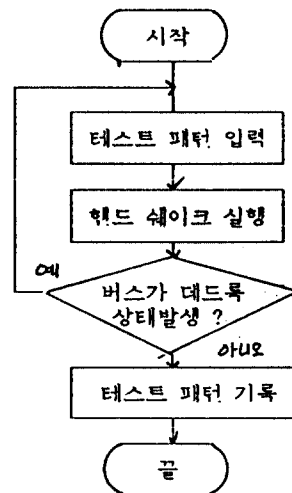 시작
테스트 패턴 입력
핸드 쉐이크 실행
예
버스가 데드록
상태발생 ?
아니오
테스트 패턴 기록
끝